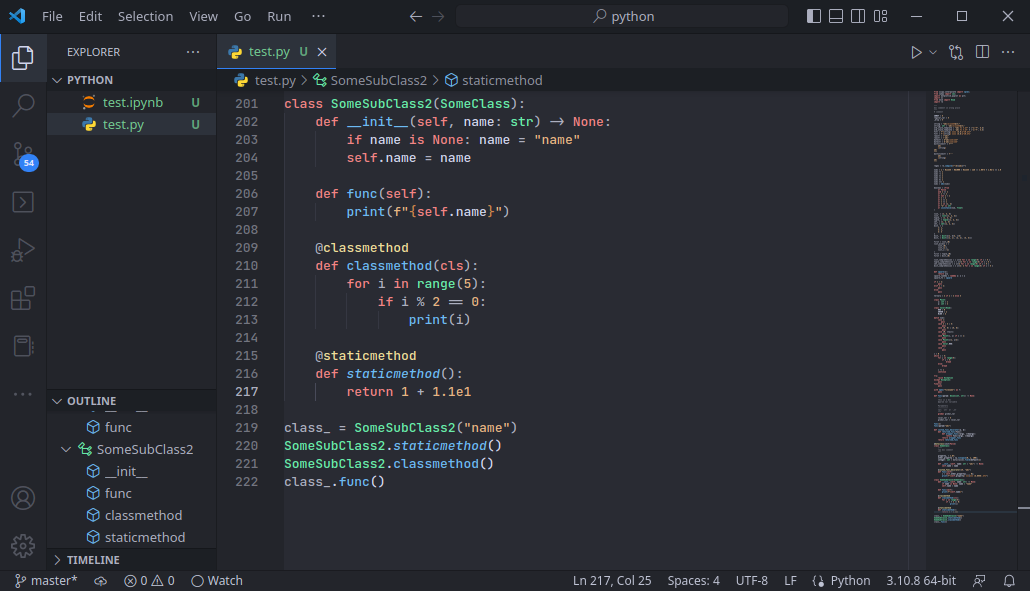 File Edit Selection View Go Run ··· python
EXPLORER ···
PYTHON
test.ipynb U
test.py U
54
OUTLINE
func
SomeSubClass2
__init__
func
classmethod
staticmethod
TIMELINE
test.py U
test.py > SomeSubClass2 > staticmethod
201 class SomeSubClass2(SomeClass):
202 def __init__(self, name: str) -> None:
203 if name is None: name = "name"
204 self.name = name
205
206 def func(self):
207 print(f"{self.name}")
208
209 @classmethod
210 def classmethod(cls):
211 for i in range(5):
212 if i % 2 == 0:
213 print(i)
214
215 @staticmethod
216 def staticmethod():
217 return 1 + 1.1e1
218
219 class_ = SomeSubClass2("name")
220 SomeSubClass2.staticmethod()
221 SomeSubClass2.classmethod()
222 class_.func()
master* 0 0 Watch Ln 217, Col 25 Spaces: 4 UTF-8 LF Python 3.10.8 64-bit